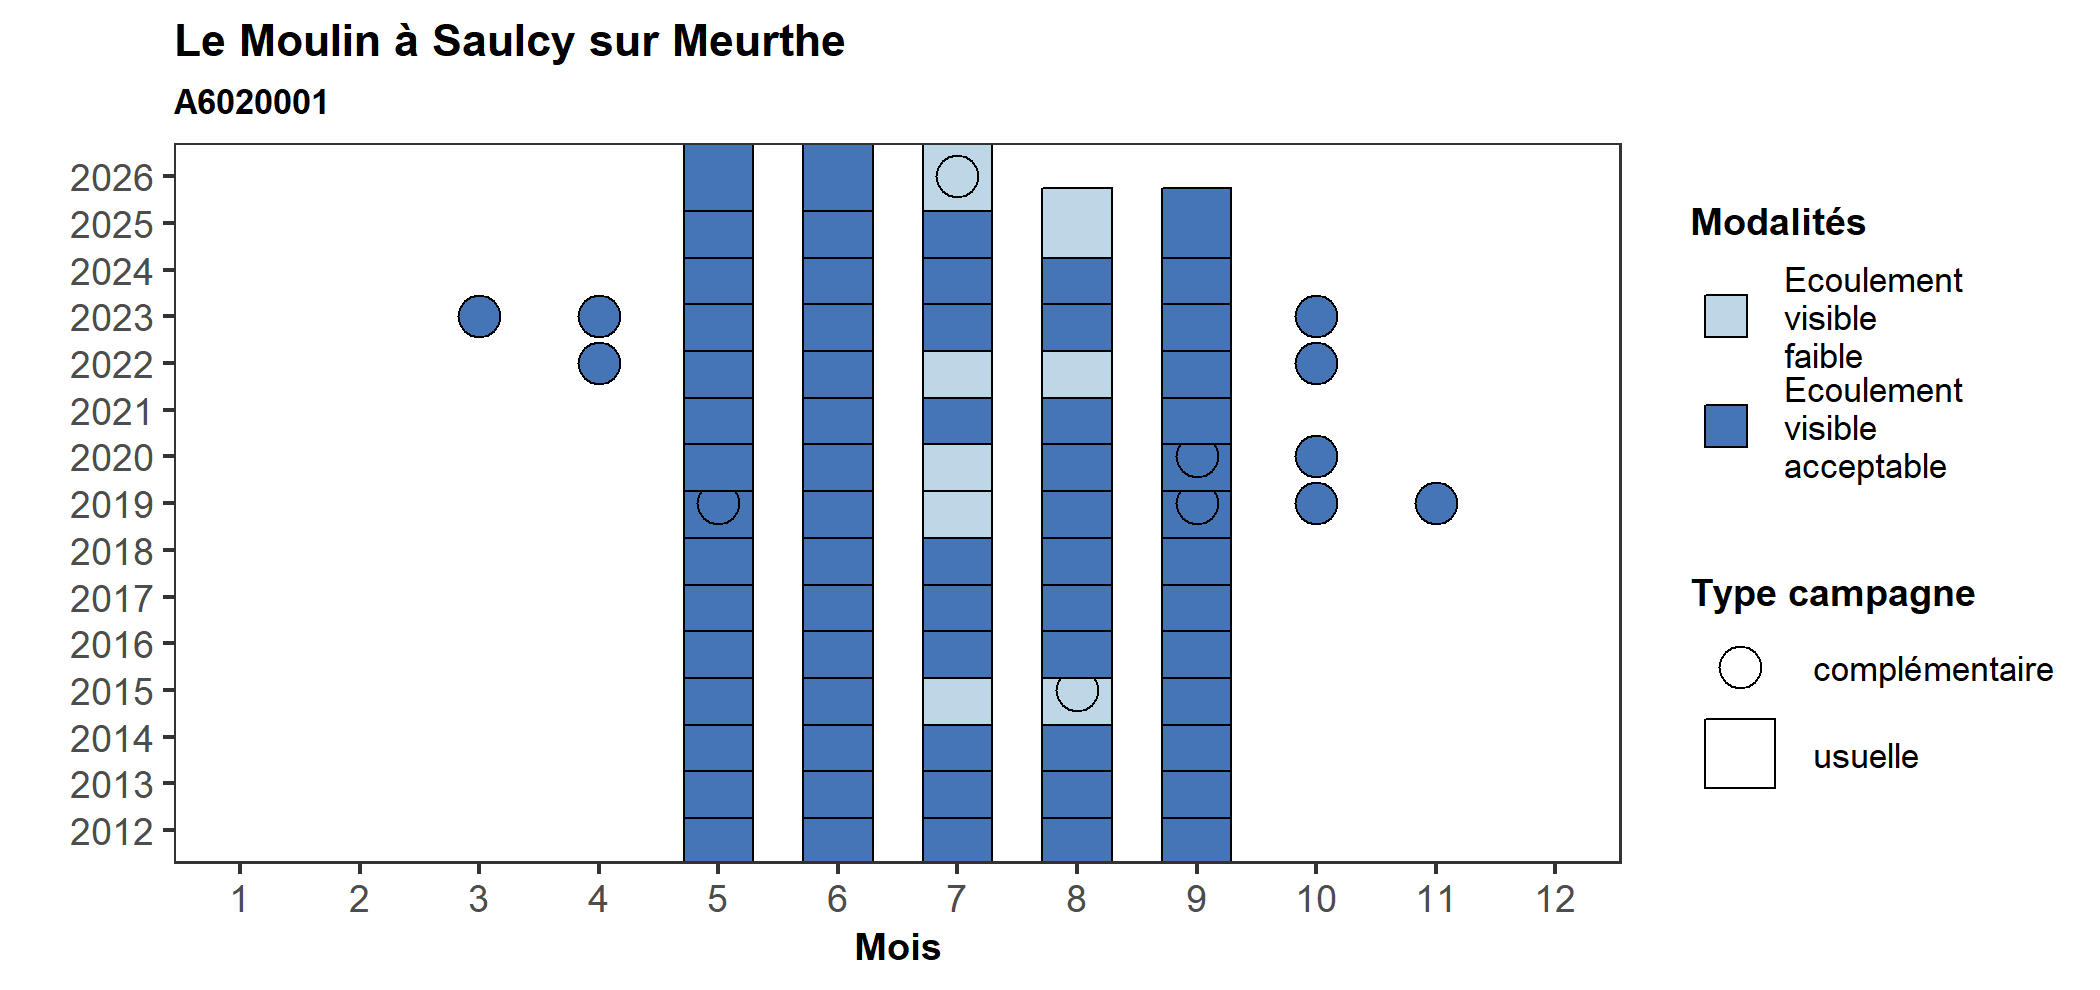 Le Moulin à Saulcy sur Meurthe
A6020001
2026
2025
2024
2023
2022
2021
2020
2019
2018
2017
2016
2015
2014
2013
2012
1 2 3 4 5 6 7 8 9 10 11 12
Mois
Modalités
Ecoulement
visible
faible
Ecoulement
visible
acceptable
Type campagne
complémentaire
usuelle